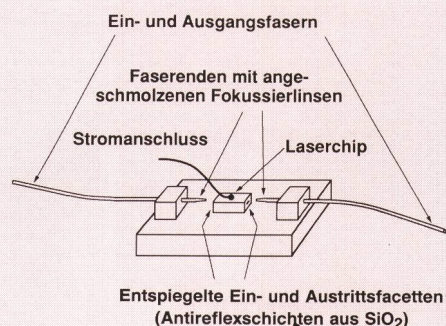 Ein- und Ausgangsfasern
Faserenden mit ange-
schmolzenen Fokussierlinsen
Stromanschluss
Laserchip
Entspiegelte Ein- und Austrittsfacetten
(Antireflexschichten aus SiO₂)